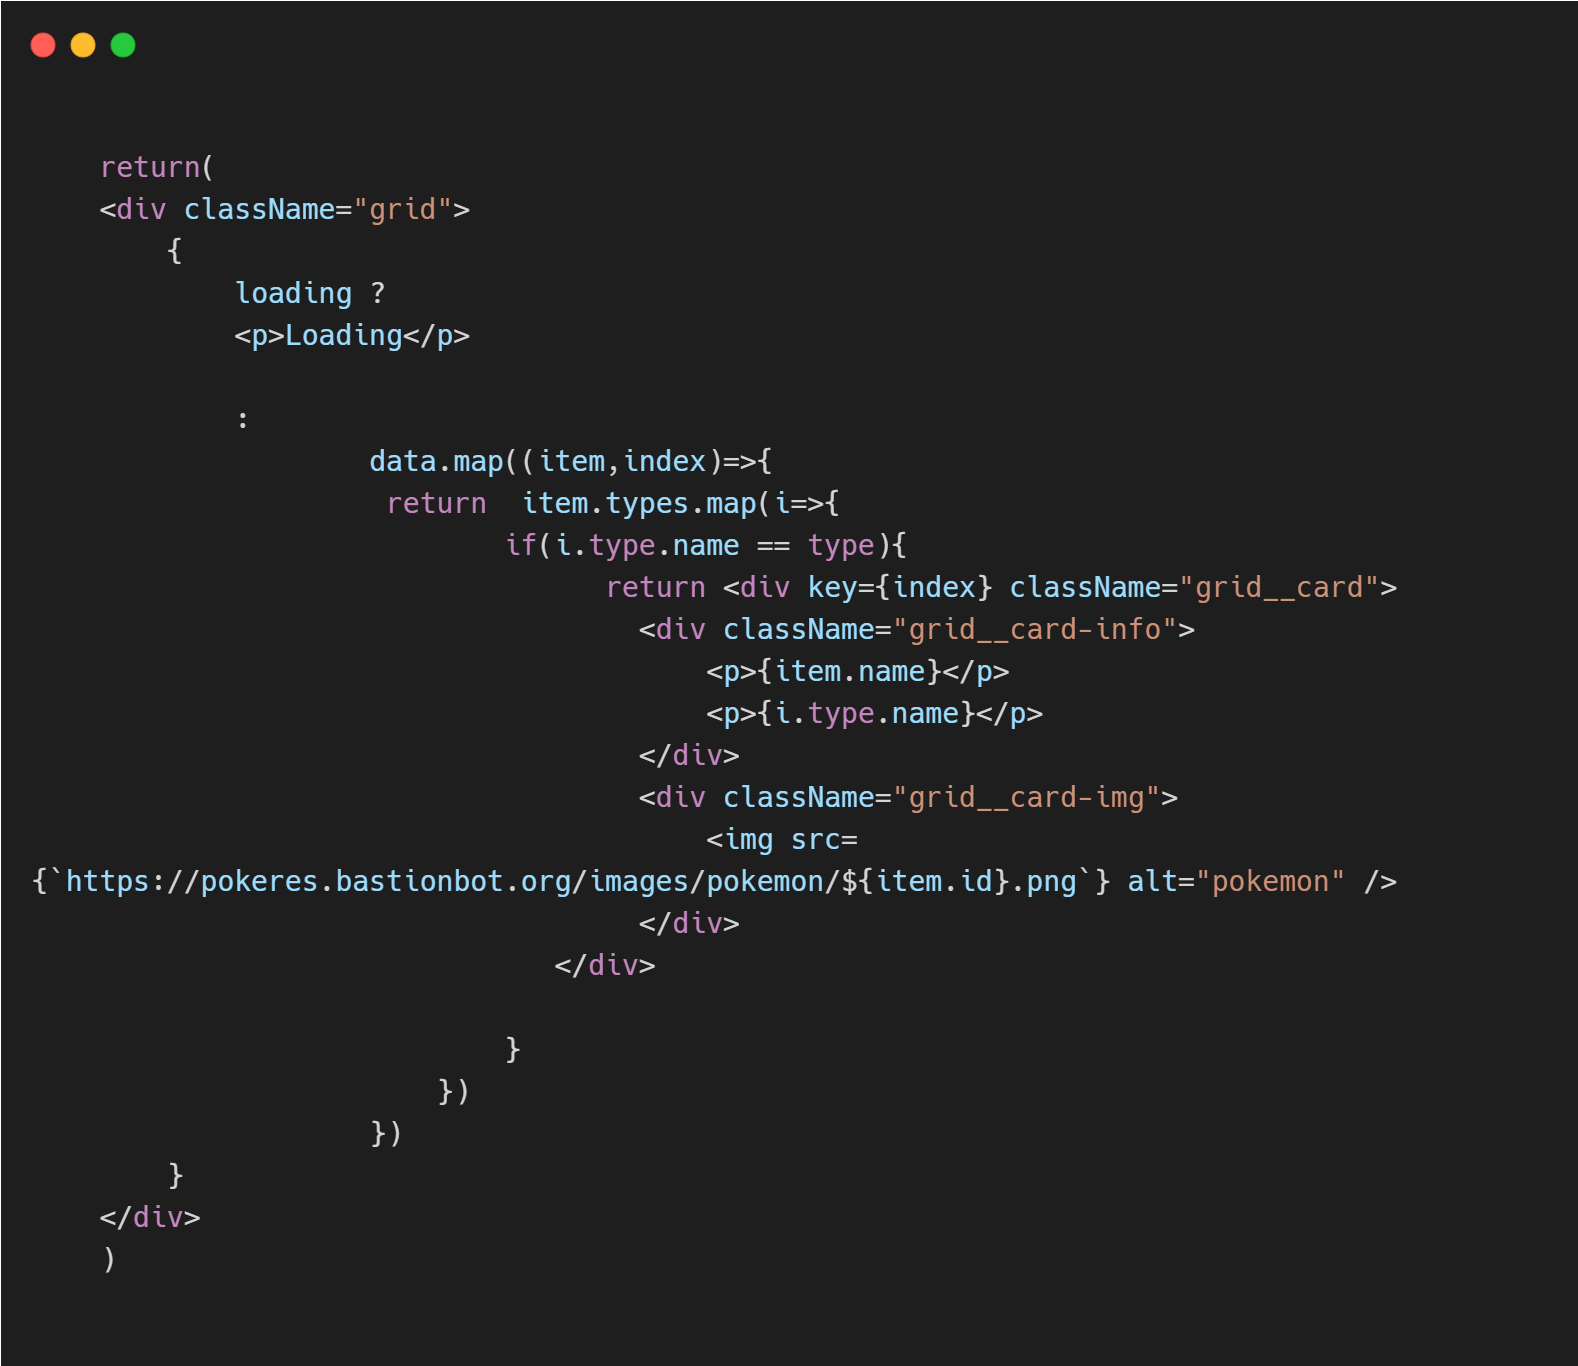 return(
<div className="grid">
{
loading ?
<p>Loading</p>
:
data.map((item,index)=>{
return  item.types.map(i=>{
if(i.type.name == type){
return <div key={index} className="grid__card">
<div className="grid__card-info">
<p>{item.name}</p>
<p>{i.type.name}</p>
</div>
<div className="grid__card-img">
<img src=
{`https://pokeres.bastionbot.org/images/pokemon/${item.id}.png`} alt="pokemon" />
</div>
</div>
}
})
})
}
</div>
)